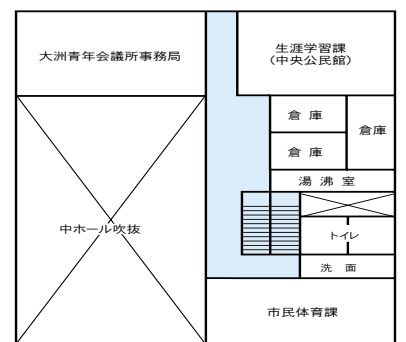 大洲青年会議所事務局
生涯学習課
(中央公民館)
倉庫
倉庫
倉庫
湯沸室
中ホール吹抜
トイレ
洗面
市民体育課